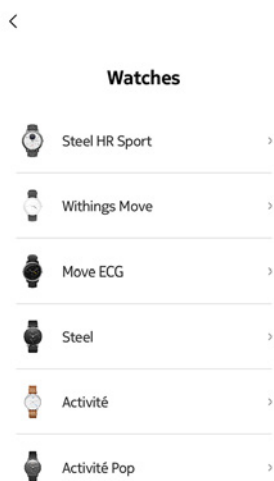 Watches
Steel HR Sport
Withings Move
Move ECG
Steel
Activité
Activité Pop